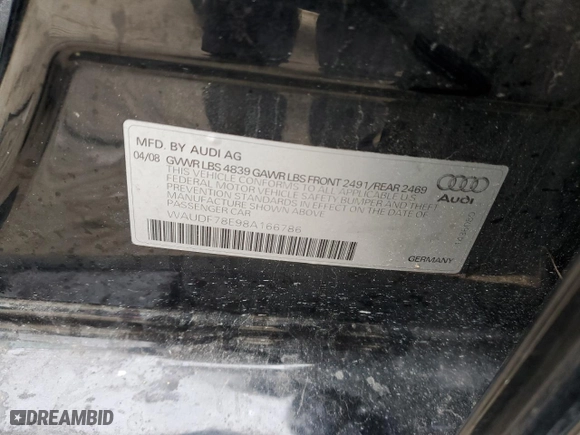 MFD. BY AUDI AG
04/08 GVWR LBS 4839 GAWR LBS FRONT 2491/REAR 2469
THIS VEHICLE CONFORMS TO ALL APPLICABLE US
FEDERAL MOTOR VEHICLE SAFETY BUMPER AND THEFT
PREVENTION STANDARDS IN EFFECT ON THE DATE OF
MANUFACTURE SHOWN ABOVE.
PASSENGER CAR
WAUDF78E98A166786
Audi
GERMANY
DREAMBID